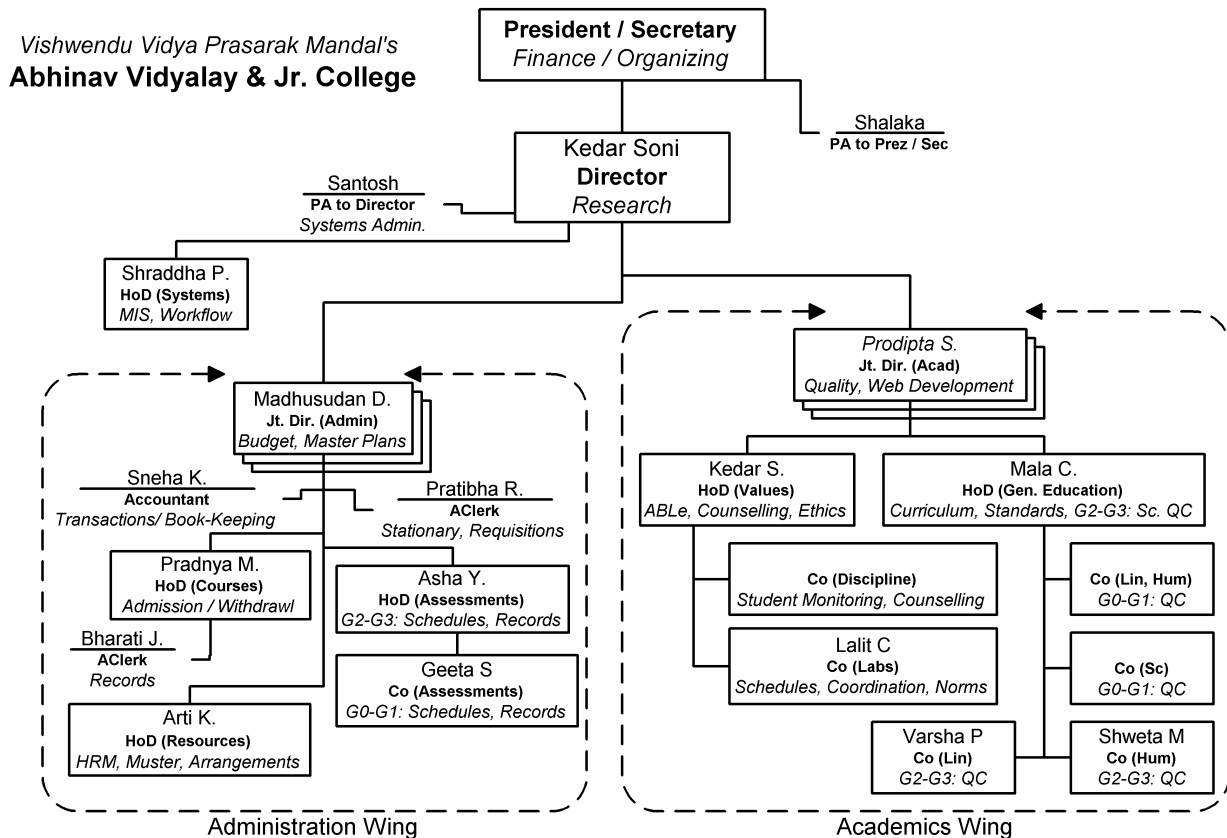 Vishwendu Vidya Prasarak Mandal's
Abhinav Vidyalay & Jr. College
President / Secretary
Finance / Organizing
Shalaka
PA to Prez / Sec
Kedar Soni
Director
Research
Santosh
PA to Director
Systems Admin.
Shraddha P.
HoD (Systems)
MIS, Workflow
Madhusudan D.
Jt. Dir. (Admin)
Budget, Master Plans
Sneha K.
Accountant
Transactions/ Book-Keeping
Pratibha R.
AClerk
Stationary, Requisitions
Pradnya M.
HoD (Courses)
Admission / Withdrawl
Bharati J.
AClerk
Records
Asha Y.
HoD (Assessments)
G2-G3: Schedules, Records
Geeta S
Co (Assessments)
G0-G1: Schedules, Records
Arti K.
HoD (Resources)
HRM, Muster, Arrangements
Administration Wing
Prodipta S.
Jt. Dir. (Acad)
Quality, Web Development
Kedar S.
HoD (Values)
ABLe, Counselling, Ethics
Mala C.
HoD (Gen. Education)
Curriculum, Standards, G2-G3: Sc. QC
Co (Discipline)
Student Monitoring, Counselling
Lalit C
Co (Labs)
Schedules, Coordination, Norms
Co (Lin, Hum)
G0-G1: QC
Co (Sc)
G0-G1: QC
Varsha P
Co (Lin)
G2-G3: QC
Shweta M
Co (Hum)
G2-G3: QC
Academics Wing